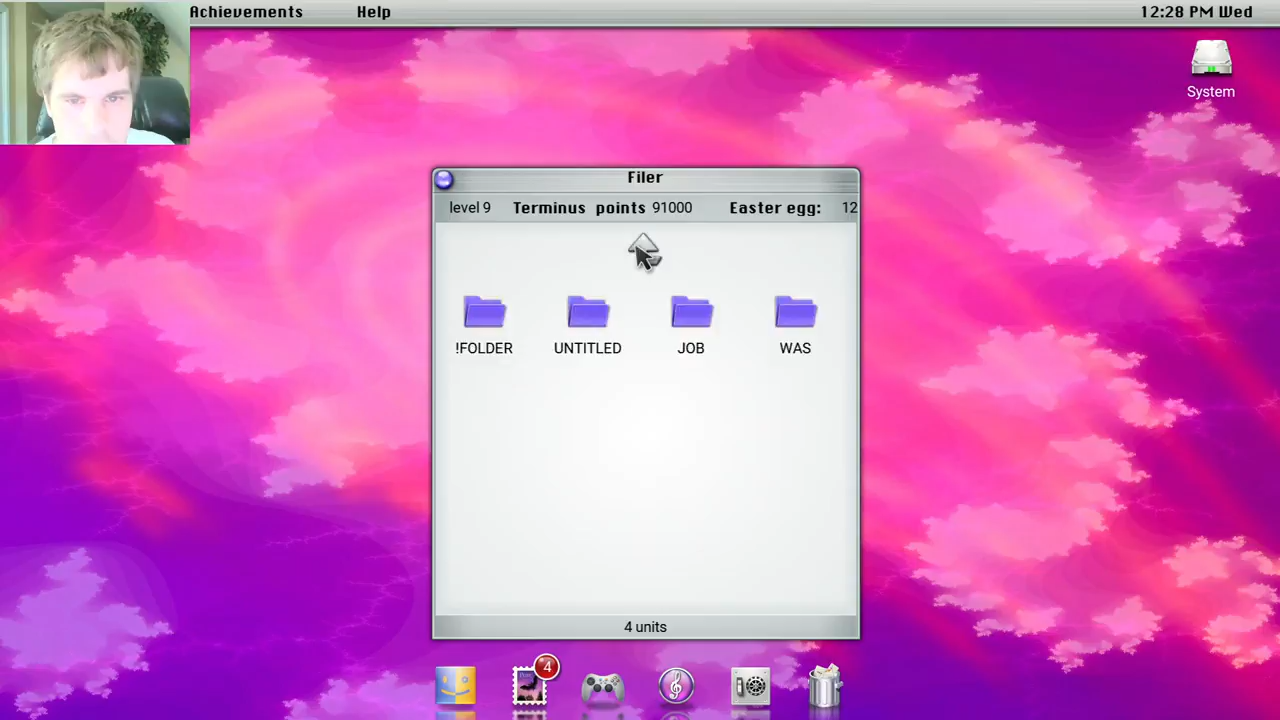 Achievements Help 12:28 PM Wed
System
Filer
level 9 Terminus points 91000 Easter egg: 12
!FOLDER UNTITLED JOB WAS
4 units
4